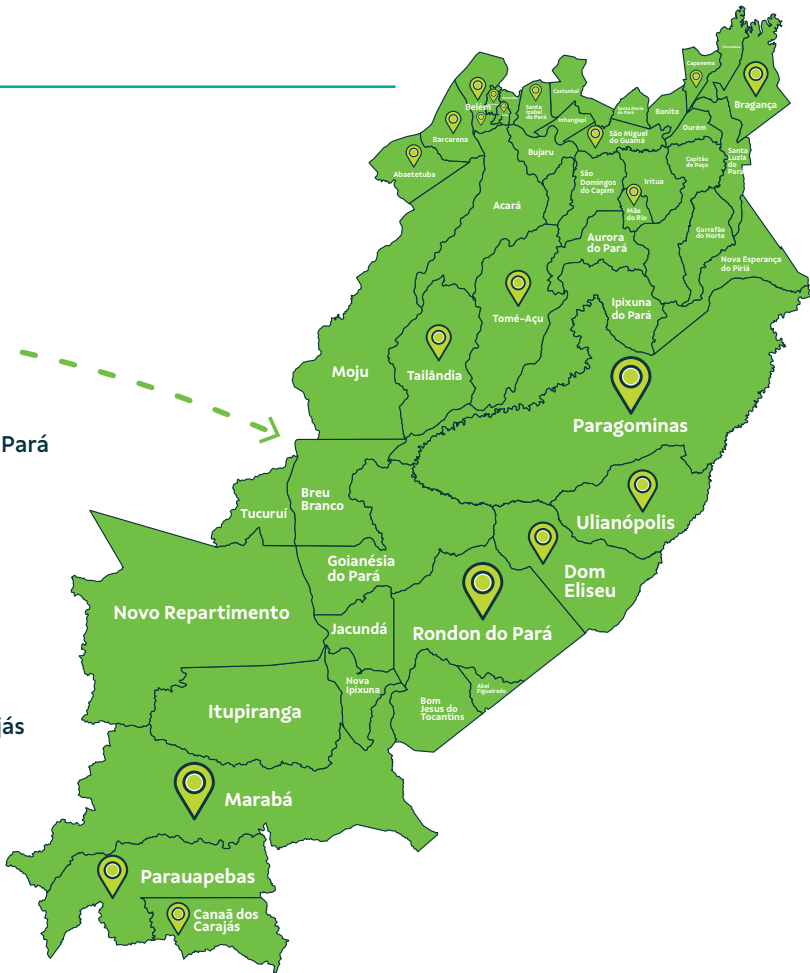 Capanema
Bragança
Belém
Santa
Izabel
do Pará
Castanhal
Inhangapi
Santa Maria
do Pará
Bonito
Barcarena
São Miguel
do Guamá
Ourém
Abaetetuba
Bujaru
Capitão
do Poço
Santa
Luzia
do
Pará
São
Domingos
do Capim
Irituia
Acará
Mãe
do Rio
Garrafão
do Norte
Aurora
do Pará
Nova Esperança
do Piriá
Ipixuna
do Pará
Tomé-Açu
Moju
Tailândia
Paragominas
Pará
Breu
Branco
Tucuruí
Ulianópolis
Goianésia
do Pará
Dom
Eliseu
Novo Repartimento
Jacundá
Rondon do Pará
Nova
Ipixuna
Abel
Figueiredo
Bom
Jesus do
Tocantins
Itupiranga
jás
Marabá
Parauapebas
Canaã dos
Carajás